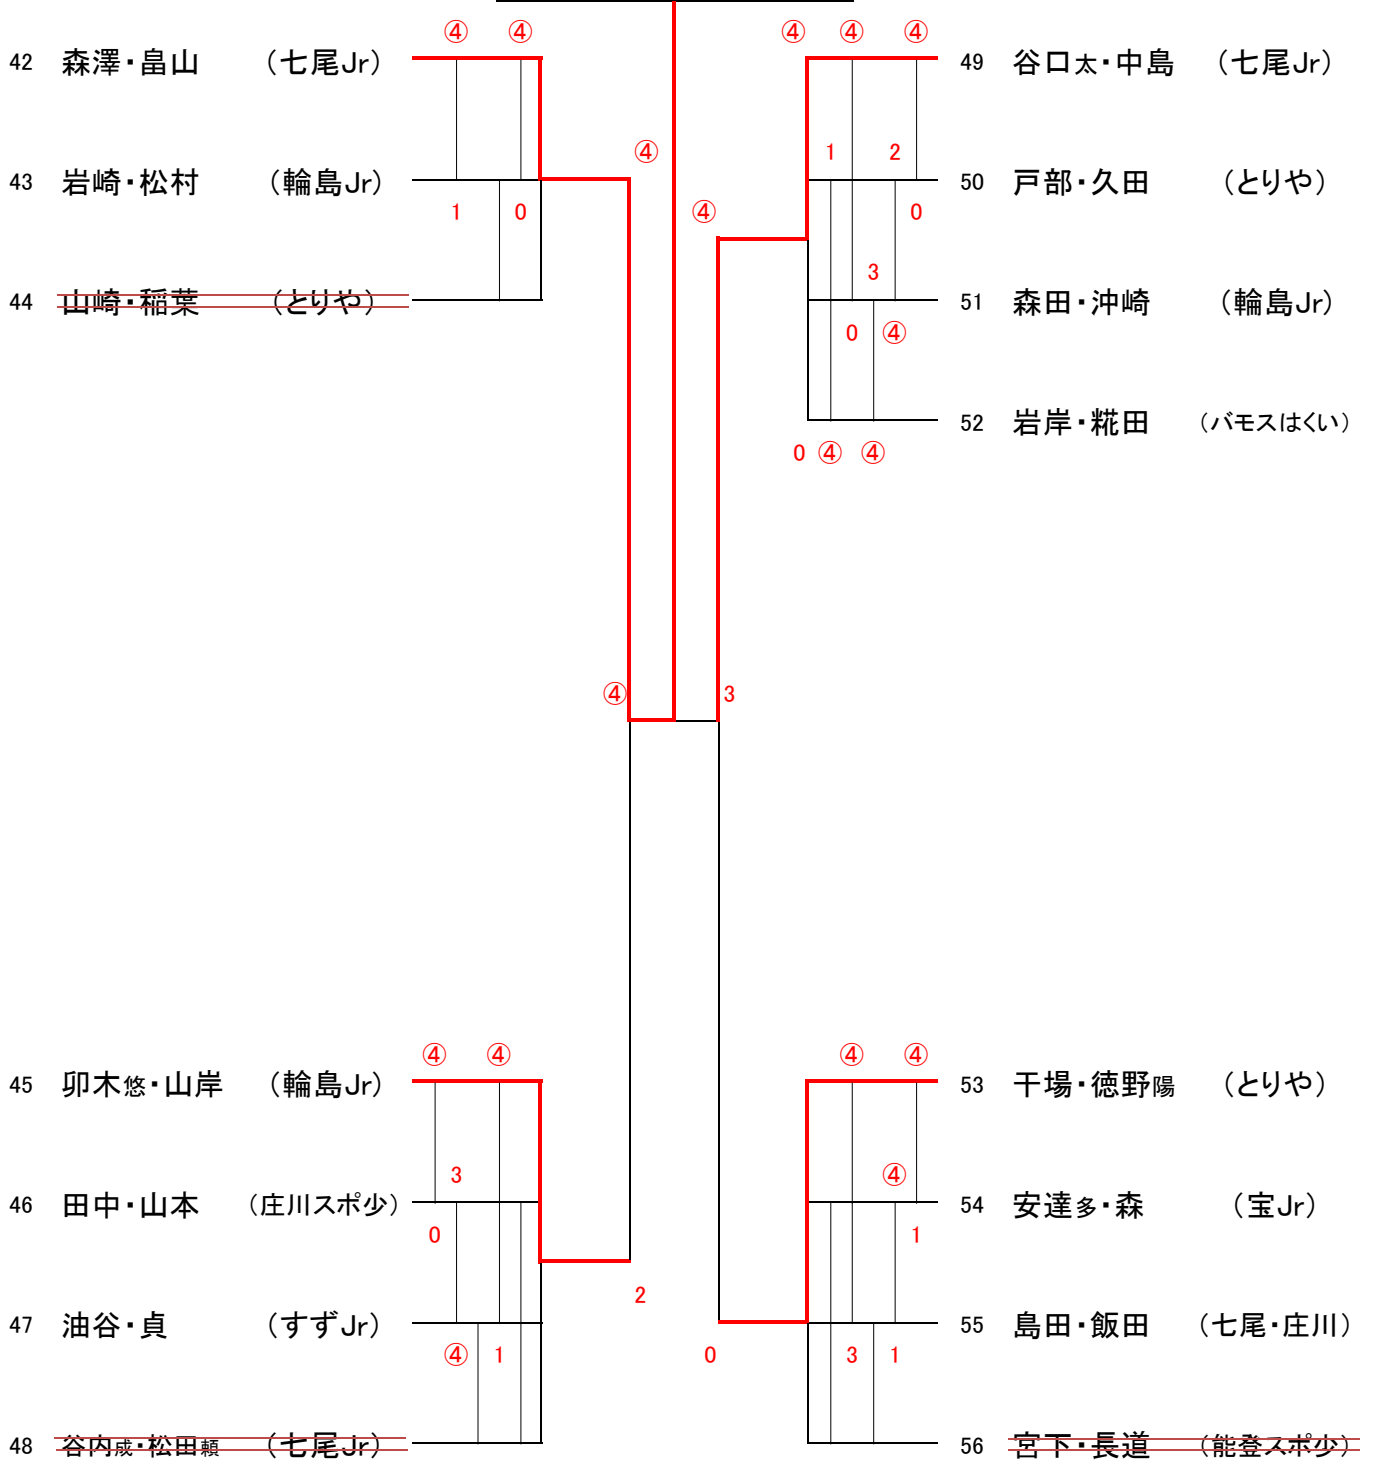 ④ ④
42 森澤・畠山 (七尾Jr)
④
43 岩崎・松村 (輪島Jr)
1 0
44 山崎・稲葉 (とりや)
④ ④ ④
49 谷口太・中島 (七尾Jr)
1 2
50 戸部・久田 (とりや)
④ 0
3
51 森田・沖崎 (輪島Jr)
0 ④
52 岩岸・糀田 (バモスはくい)
0 ④ ④
④ 3
④ ④
45 卯木悠・山岸 (輪島Jr)
3
46 田中・山本 (庄川スポ少)
0
2
47 油谷・貞 (すずJr)
④ 1
48 谷内成・松田頼 (七尾Jr)
④ ④
53 干場・徳野陽 (とりや)
④
54 安達多・森 (宝Jr)
1
55 島田・飯田 (七尾・庄川)
0 3 1
56 宮下・長道 (能登スポ少)